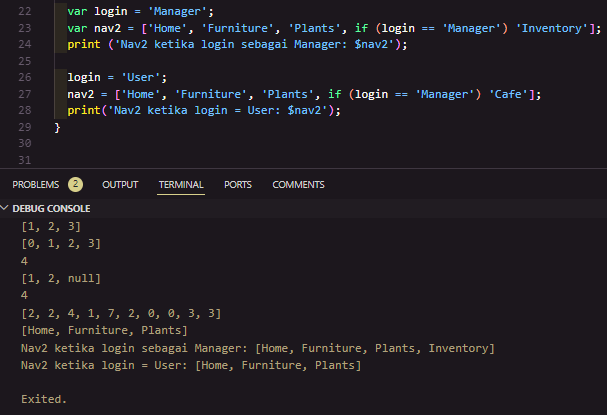 22 var login = 'Manager';
23 var nav2 = ['Home', 'Furniture', 'Plants', if (login == 'Manager') 'Inventory'];
24 print ('Nav2 ketika login sebagai Manager: $nav2');
25
26 login = 'User';
27 nav2 = ['Home', 'Furniture', 'Plants', if (login == 'Manager') 'Cafe'];
28 print('Nav2 ketika login = User: $nav2');
29 }
30
31
PROBLEMS 2 OUTPUT TERMINAL PORTS COMMENTS
DEBUG CONSOLE
[1, 2, 3]
[0, 1, 2, 3]
4
[1, 2, null]
4
[2, 2, 4, 1, 7, 2, 0, 0, 3, 3]
[Home, Furniture, Plants]
Nav2 ketika login sebagai Manager: [Home, Furniture, Plants, Inventory]
Nav2 ketika login = User: [Home, Furniture, Plants]
Exited.